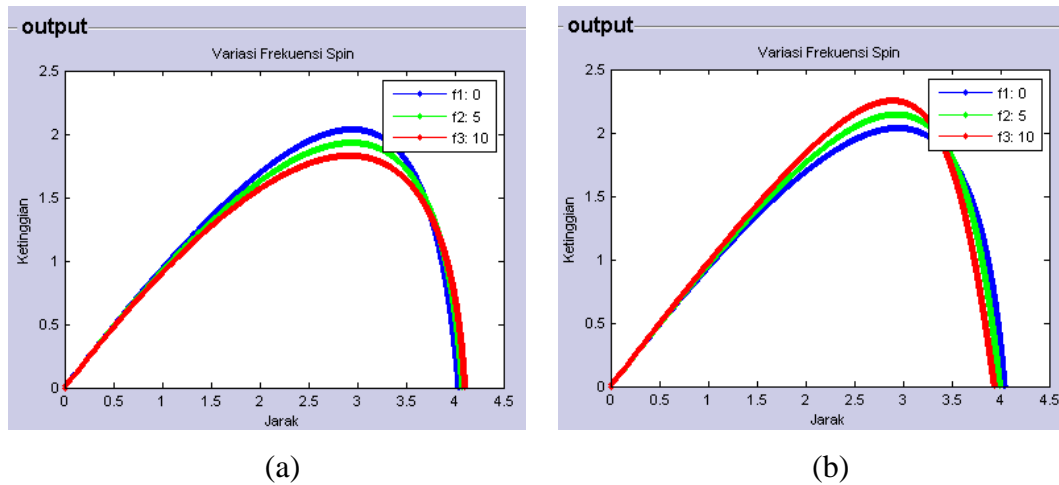 output
Variasi Frekuensi Spin
2.5
2
1.5
1
0.5
0
Ketinggian
f1: 0
f2: 5
f3: 10
0 0.5 1 1.5 2 2.5 3 3.5 4 4.5
Jarak
(a)
output
Variasi Frekuensi Spin
2.5
2
1.5
1
0.5
0
Ketinggian
f1: 0
f2: 5
f3: 10
0 0.5 1 1.5 2 2.5 3 3.5 4 4.5
Jarak
(b)